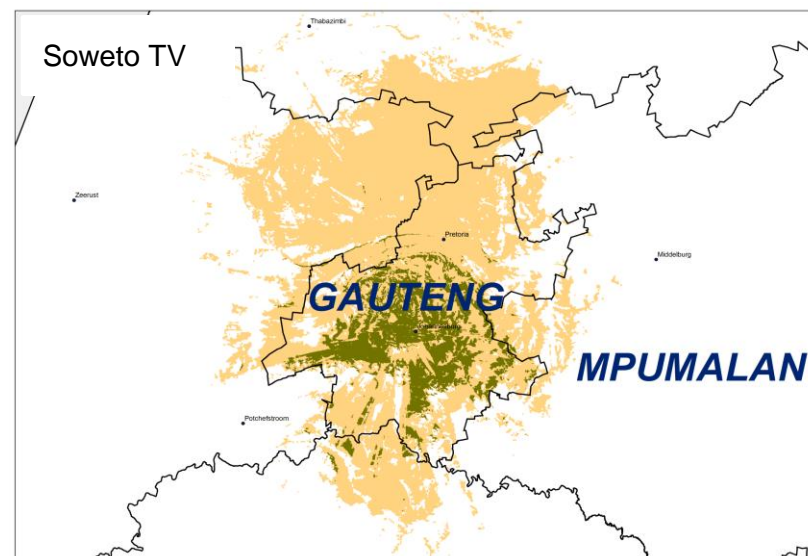 Thabazimbi
Soweto TV
Zeerust
Pretoria
Middelburg
GAUTENG
MPUMALAN
Potchefstroom